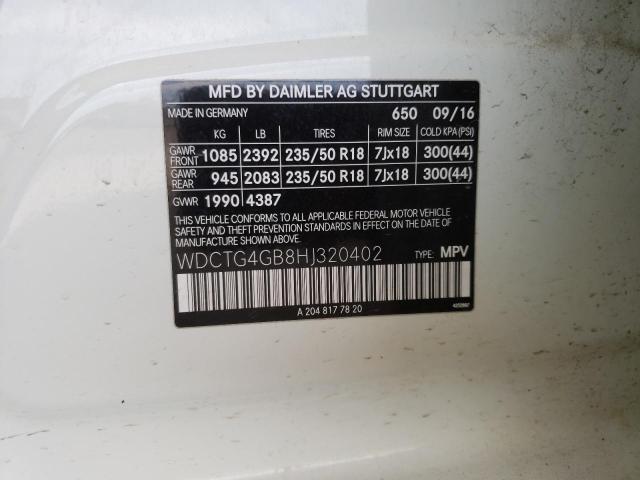 MFD BY DAIMLER AG STUTTGART
MADE IN GERMANY 650 09/16
KG LB TIRES RIM SIZE COLD KPA (PSI)
GAWR FRONT 1085 2392 235/50 R18 7Jx18 300(44)
GAWR REAR 945 2083 235/50 R18 7Jx18 300(44)
GVWR 1990 4387
THIS VEHICLE CONFORMS TO ALL APPLICABLE FEDERAL MOTOR VEHICLE
SAFETY AND THEFT PREVENTION STANDARDS IN EFFECT ON THE DATE
OF MANUFACTURE SHOWN ABOVE.
WDCTG4GB8HJ320402 TYPE: MPV
A 204 817 78 20